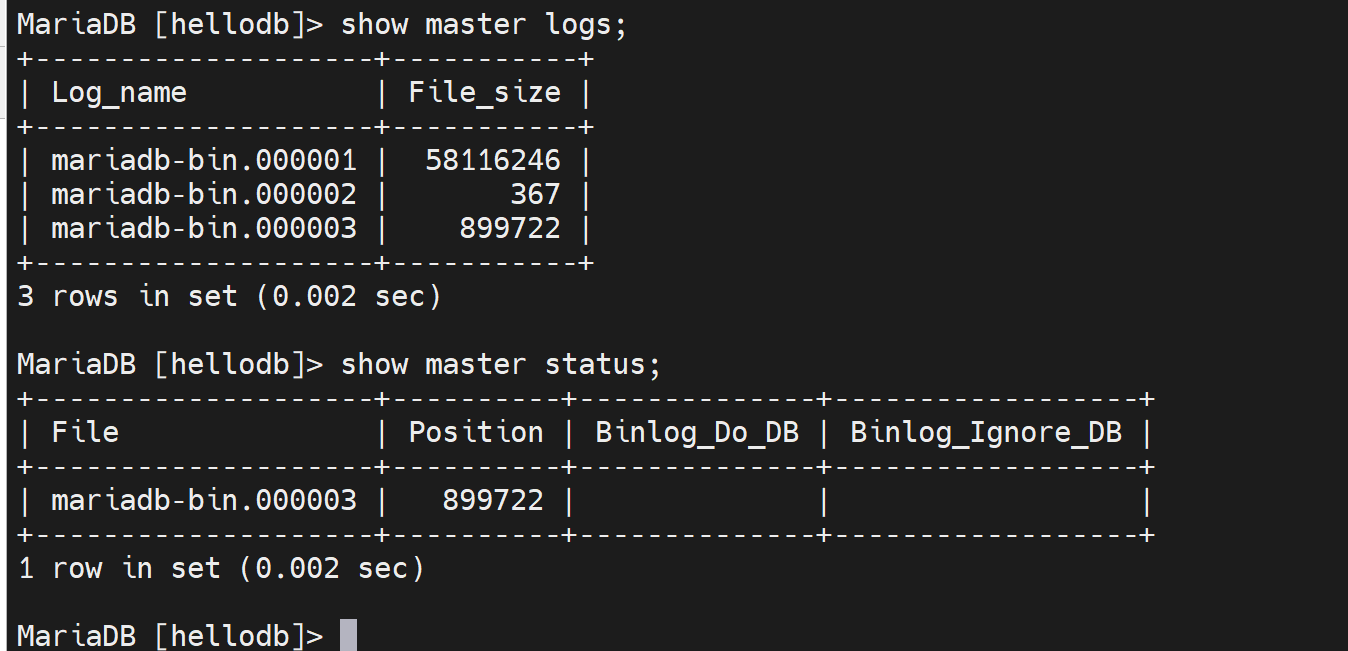 MariaDB [hellodb]> show master logs;
+--------------------+-----------+
| Log_name           | File_size |
+--------------------+-----------+
| mariadb-bin.000001 |  58116246 |
| mariadb-bin.000002 |       367 |
| mariadb-bin.000003 |    899722 |
+--------------------+-----------+
3 rows in set (0.002 sec)

MariaDB [hellodb]> show master status;
+--------------------+----------+--------------+------------------+
| File               | Position | Binlog_Do_DB | Binlog_Ignore_DB |
+--------------------+----------+--------------+------------------+
| mariadb-bin.000003 |   899722 |              |                  |
+--------------------+----------+--------------+------------------+
1 row in set (0.002 sec)

MariaDB [hellodb]>